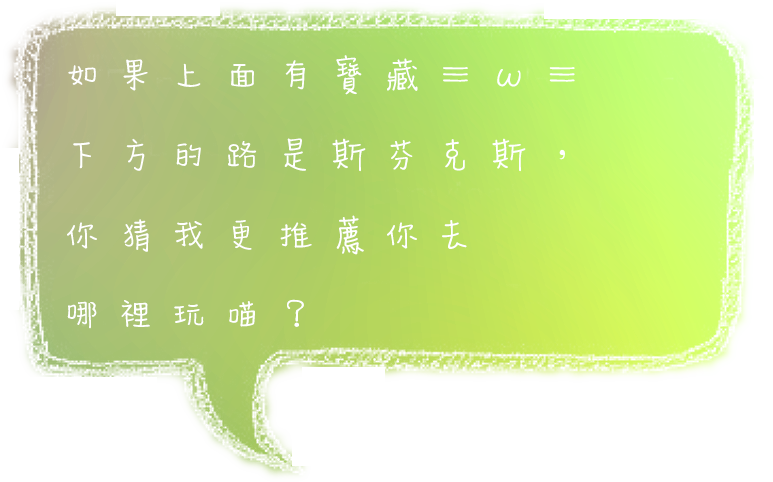 如果上面有寶藏≡ω≡
下方的路是斯芬克斯，
你猜我更推薦你去
哪裡玩喵？